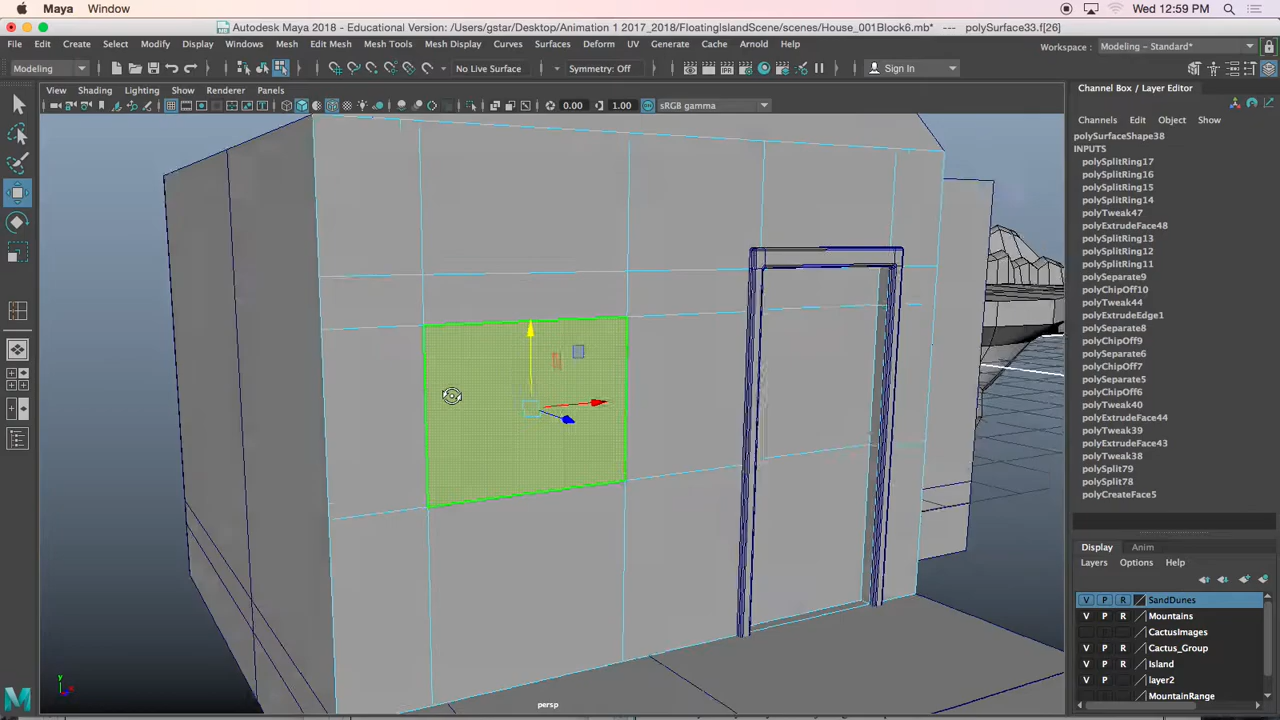 Maya Window Wed 12:59 PM
Autodesk Maya 2018 - Educational Version: /Users/gstar/Desktop/Animation 1 2017_2018/FloatingIslandScene/scenes/House_001Block6.mb* --- polySurface33.f[26]
File Edit Create Select Modify Display Windows Mesh Edit Mesh Mesh Tools Mesh Display Curves Surfaces Deform UV Generate Cache Arnold Help Workspace : Modeling - Standard*
Modeling No Live Surface Symmetry: Off Sign In
View Shading Lighting Show Renderer Panels
0.00 1.00 sRGB gamma
Channel Box / Layer Editor
Channels Edit Object Show
polySurfaceShape38
INPUTS
polySplitRing17
polySplitRing16
polySplitRing15
polySplitRing14
polyTweak47
polyExtrudeFace48
polySplitRing13
polySplitRing12
polySplitRing11
polySeparate9
polyChipOff10
polyTweak44
polyExtrudeEdge1
polySeparate8
polyChipOff9
polySeparate6
polyChipOff7
polySeparate5
polyChipOff6
polyTweak40
polyExtrudeFace44
polyTweak39
polyExtrudeFace43
polyTweak38
polySplit79
polySplit78
polyCreateFace5
Display Anim
Layers Options Help
V P R SandDunes
V P R Mountains
CactusImages
V P R Cactus_Group
V P R Island
V P layer2
MountainRange
persp
y